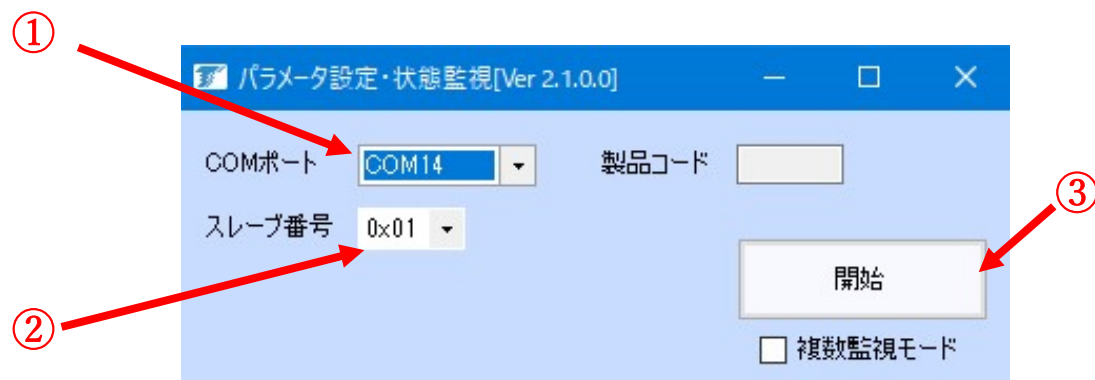 ①
パラメータ設定・状態監視[Ver 2.1.0.0]
COMポート COM14 製品コード
③
スレーブ番号 0x01
開始
②
複数監視モード